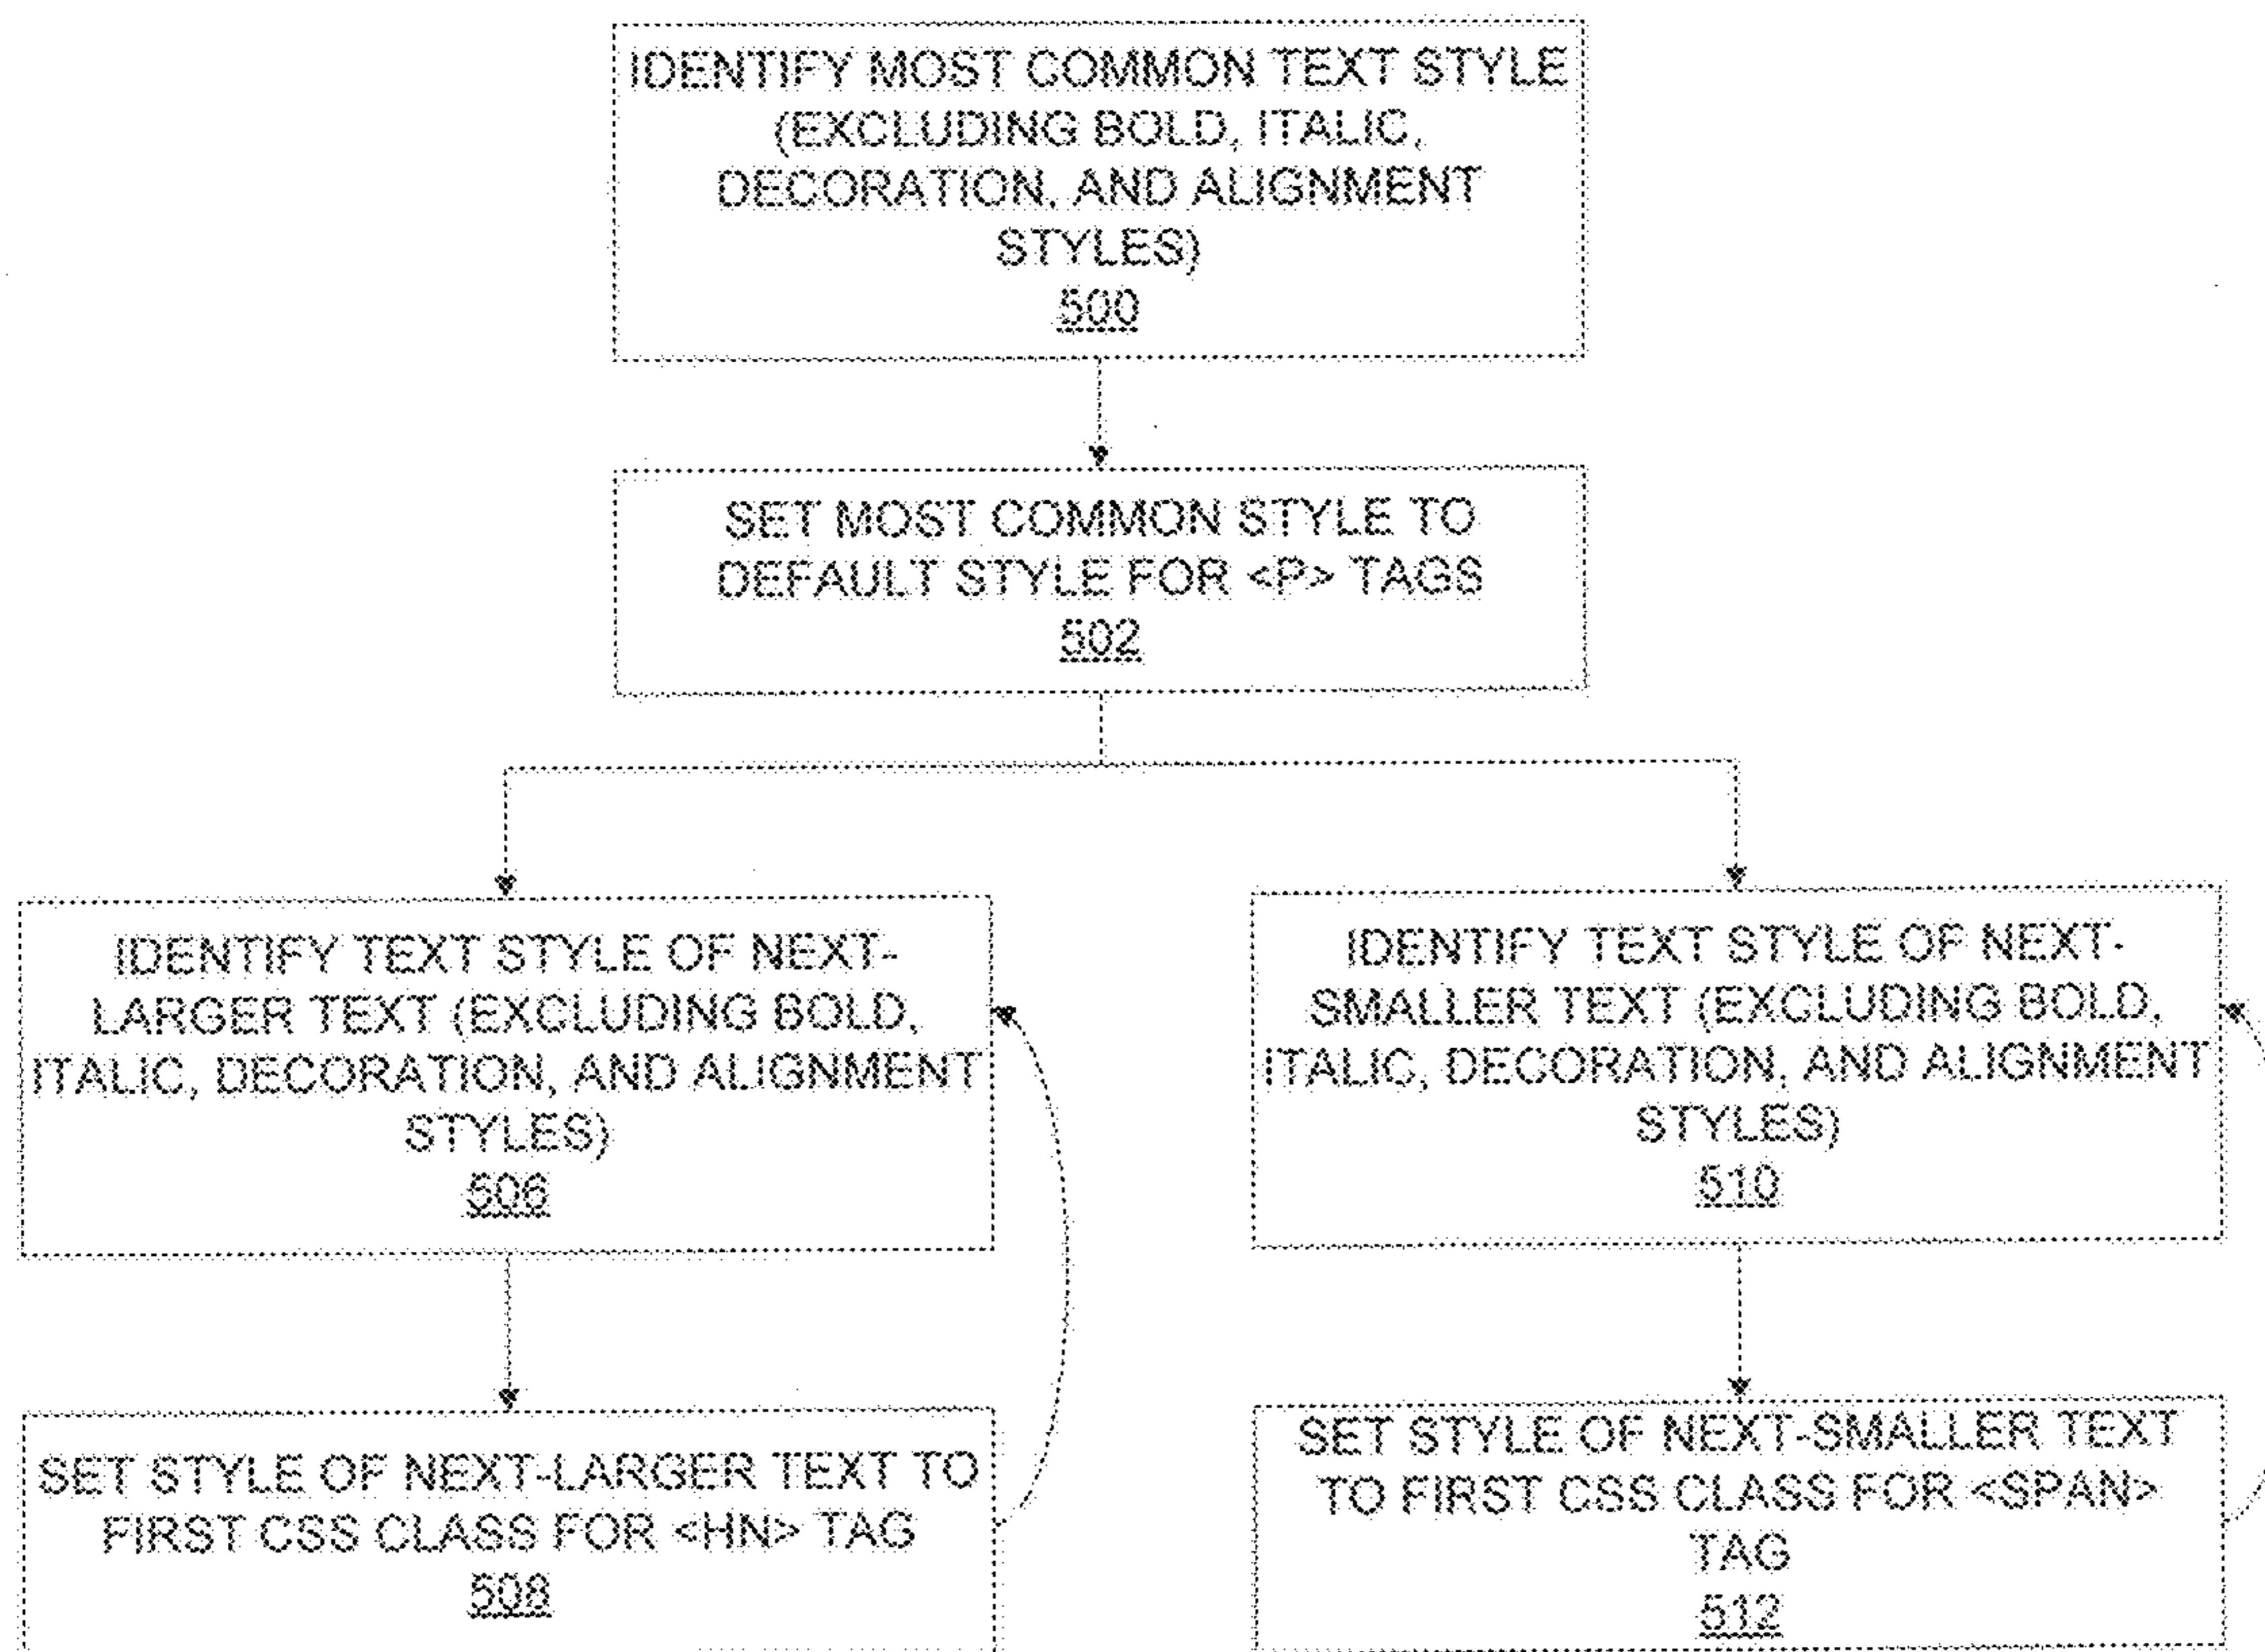 IDENTIFY MOST COMMON TEXT STYLE
(EXCLUDING BOLD, ITALIC,
DECORATION, AND ALIGNMENT
STYLES)
500
SET MOST COMMON STYLE TO
DEFAULT STYLE FOR <P> TAGS
502
IDENTIFY TEXT STYLE OF NEXT-
LARGER TEXT (EXCLUDING BOLD,
ITALIC, DECORATION, AND ALIGNMENT
STYLES)
506
IDENTIFY TEXT STYLE OF NEXT-
SMALLER TEXT (EXCLUDING BOLD,
ITALIC, DECORATION, AND ALIGNMENT
STYLES)
510
SET STYLE OF NEXT-LARGER TEXT TO
FIRST CSS CLASS FOR <HN> TAG
508
SET STYLE OF NEXT-SMALLER TEXT
TO FIRST CSS CLASS FOR <SPAN>
TAG
512